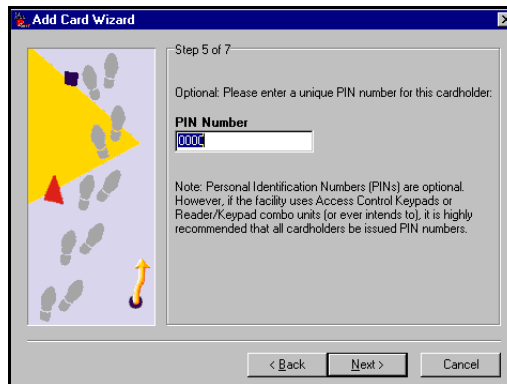 Add Card Wizard
Step 5 of 7
Optional: Please enter a unique PIN number for this cardholder:
PIN Number
0000
Note: Personal Identification Numbers (PINs) are optional.
However, if the facility uses Access Control Keypads or
Reader/Keypad combo units (or ever intends to), it is highly
recommended that all cardholders be issued PIN numbers.
< Back
Next >
Cancel